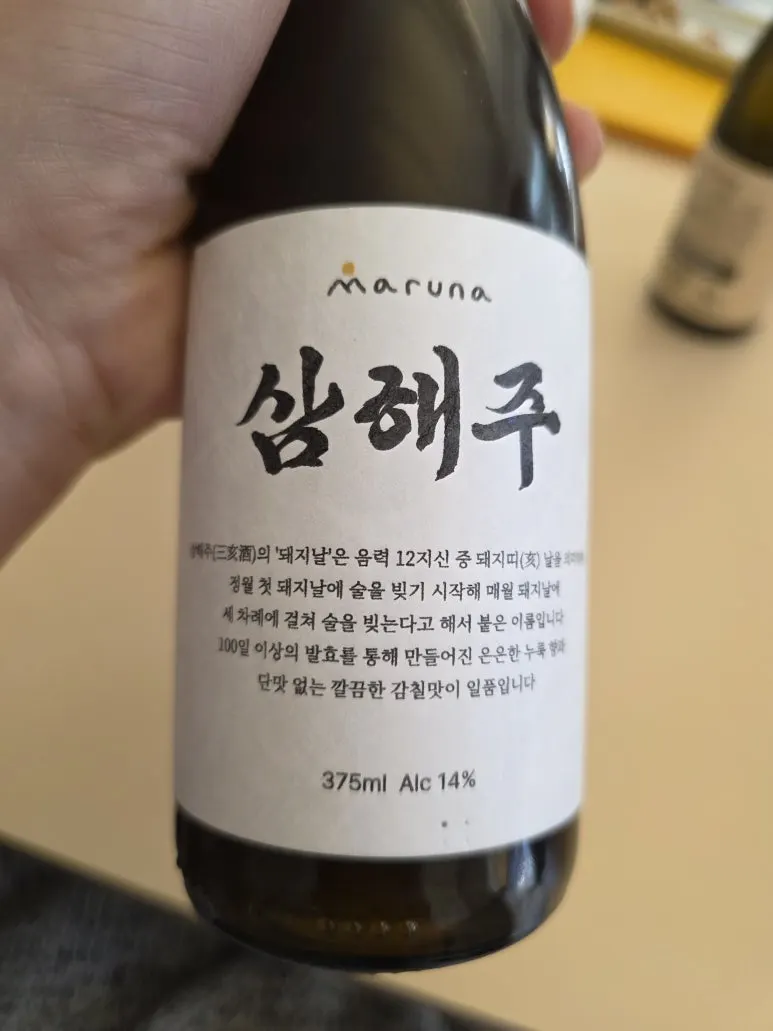 maruna
삼해주
삼해주(三亥酒)의 '돼지날'은 음력 12지신 중 돼지띠(亥) 날을
정월 첫 돼지날에 술을 빚기 시작해 매월 돼지날에
세 차례에 걸쳐 술을 빚는다고 해서 붙은 이름입니다
100일 이상의 발효를 통해 만들어진 은은한 누룩 향과
단맛 없는 깔끔한 감칠맛이 일품입니다
375ml Alc 14%